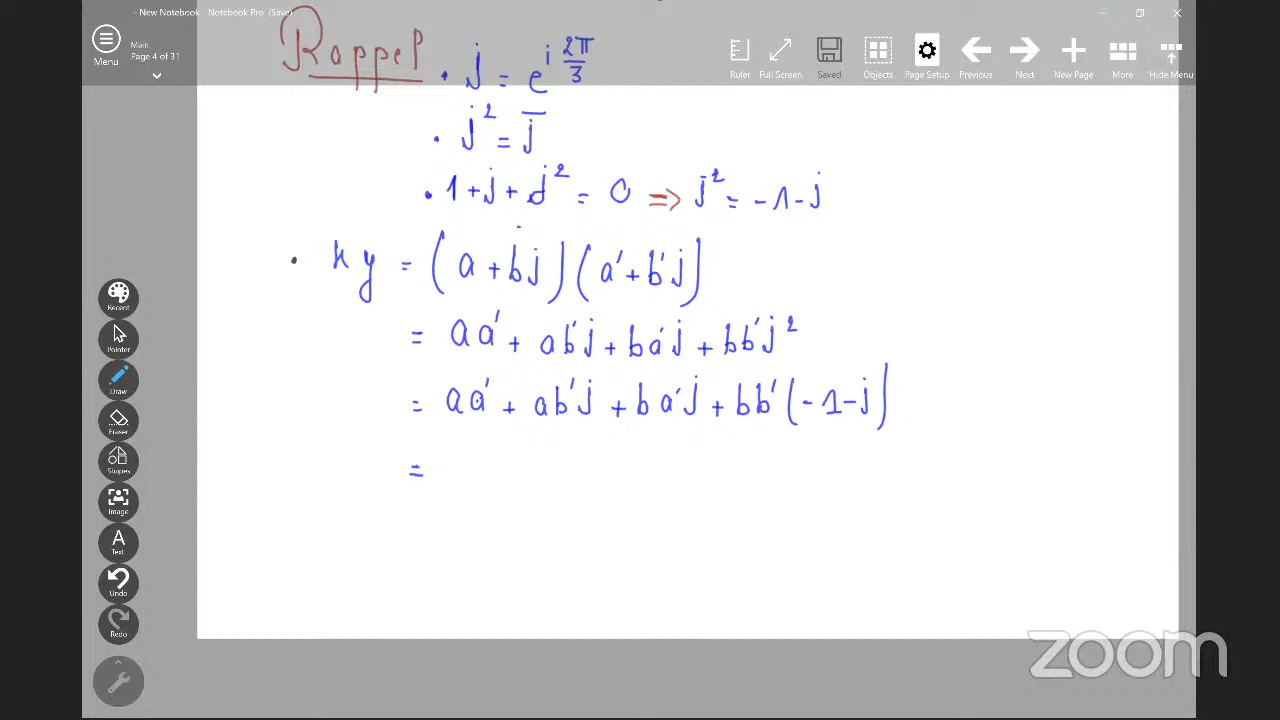 - New Notebook Notebook Pro (Save)
Menu
Main
Page 4 of 31
Ruler Full Screen Saved Objects Page Setup Previous Next New Page More Hide Menu
Rappel • j = e^{i 2π/3}
• j² = j̅
• 1 + j + j² = 0 => j² = -1-j
• x y = (a + bj)(a' + b'j)
= aa' + ab'j + ba'j + bb'j²
= aa' + ab'j + ba'j + bb'(-1-j)
=
Recent
Pointer
Draw
Eraser
Shapes
Image
A
Text
Undo
Redo
zoom